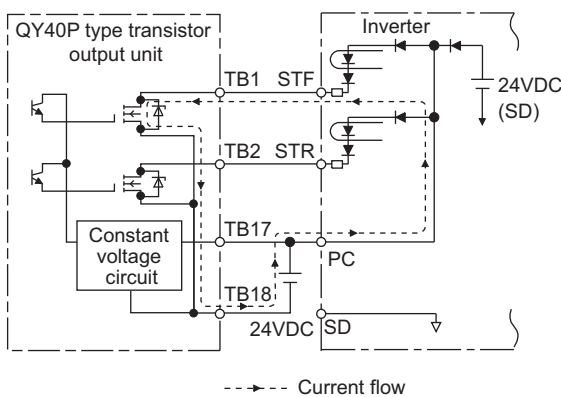 QY40P type transistor
output unit
Inverter
TB1 STF
24VDC
(SD)
TB2 STR
TB17
Constant
voltage
circuit
PC
TB18
24VDC SD
Current flow